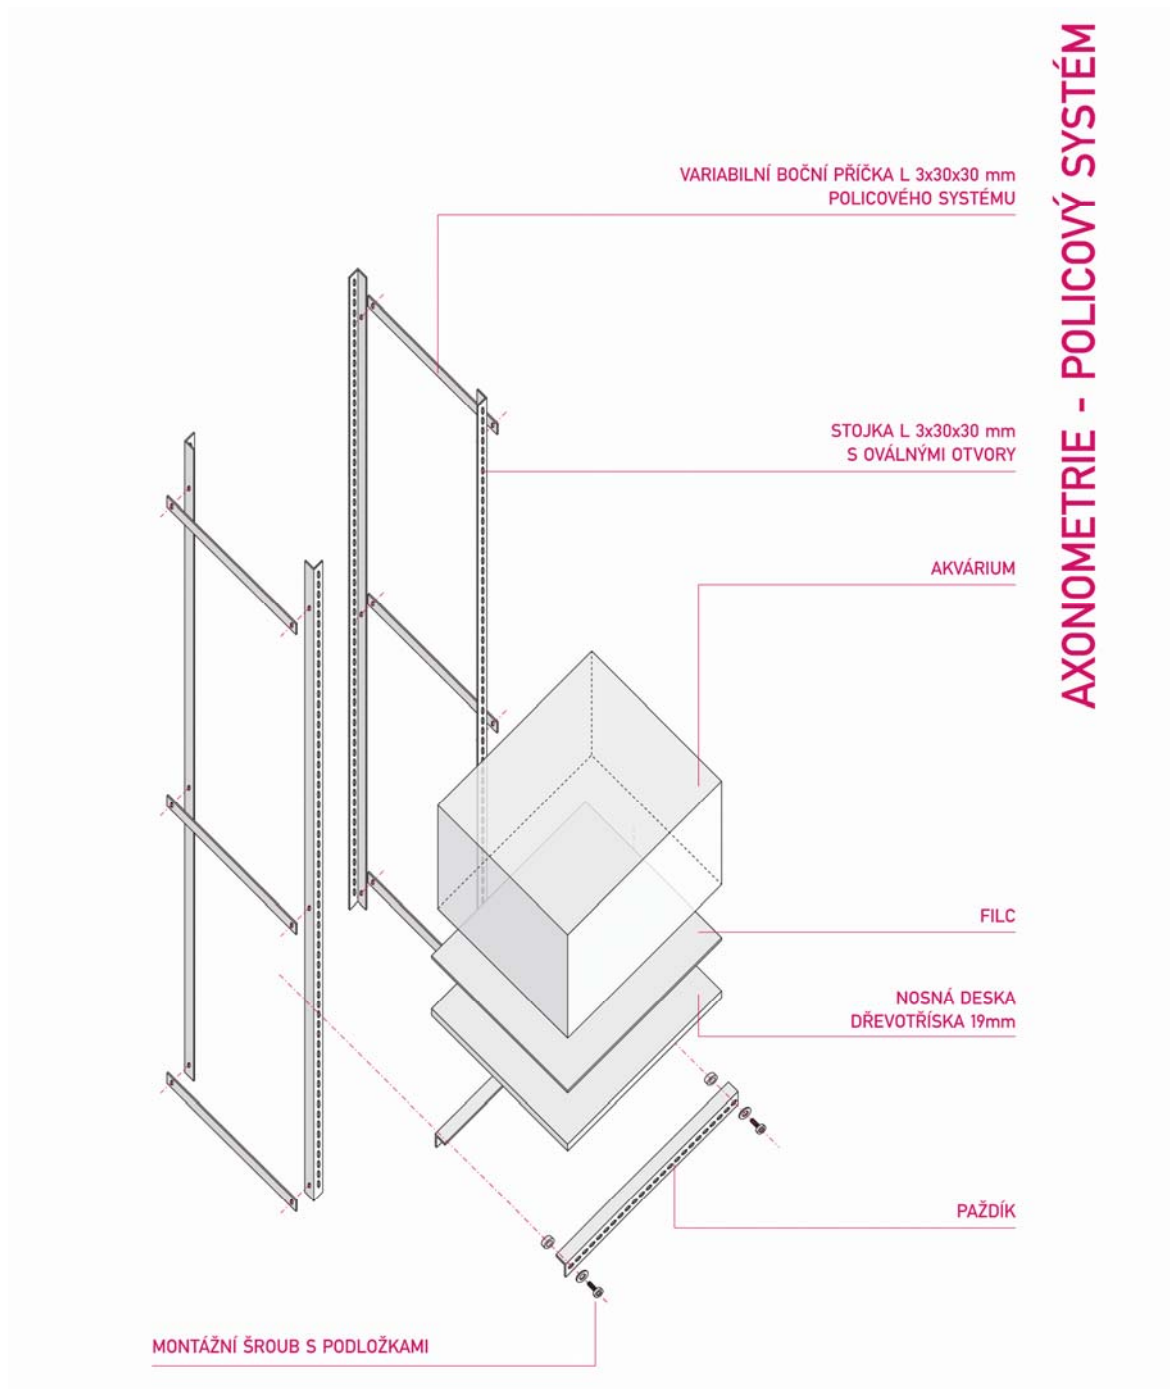 AXONOMETRIE - POLICOVÝ SYSTÉM
VARIABILNÍ BOČNÍ PŘÍČKA L 3x30x30 mm
POLICOVÉHO SYSTÉMU
STOJKA L 3x30x30 mm
S OVÁLNÝMI OTVORY
AKVÁRIUM
FILC
NOSNÁ DESKA
DŘEVOTŘÍSKA 19mm
PAŽDÍK
MONTÁŽNÍ ŠROUB S PODLOŽKAMI